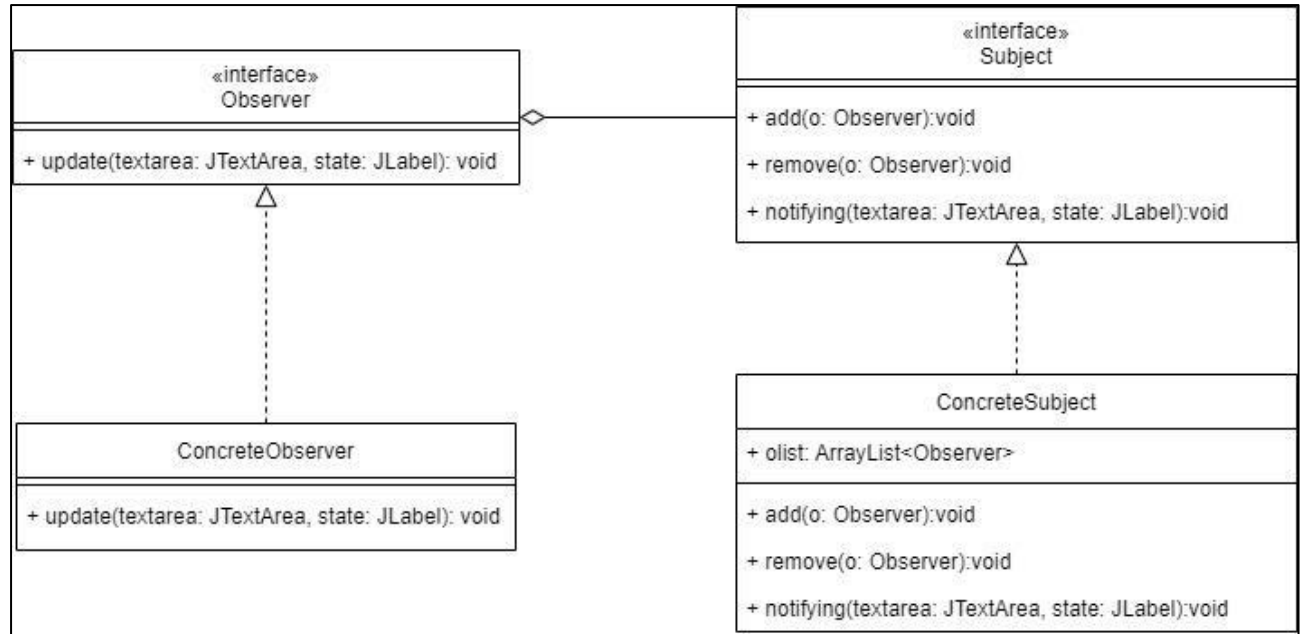 «interface»
Observer
+ update(textarea: JTextArea, state: JLabel): void
«interface»
Subject
+ add(o: Observer):void
+ remove(o: Observer):void
+ notifying(textarea: JTextArea, state: JLabel):void
ConcreteObserver
+ update(textarea: JTextArea, state: JLabel): void
ConcreteSubject
+ olist: ArrayList<Observer>
+ add(o: Observer):void
+ remove(o: Observer):void
+ notifying(textarea: JTextArea, state: JLabel):void